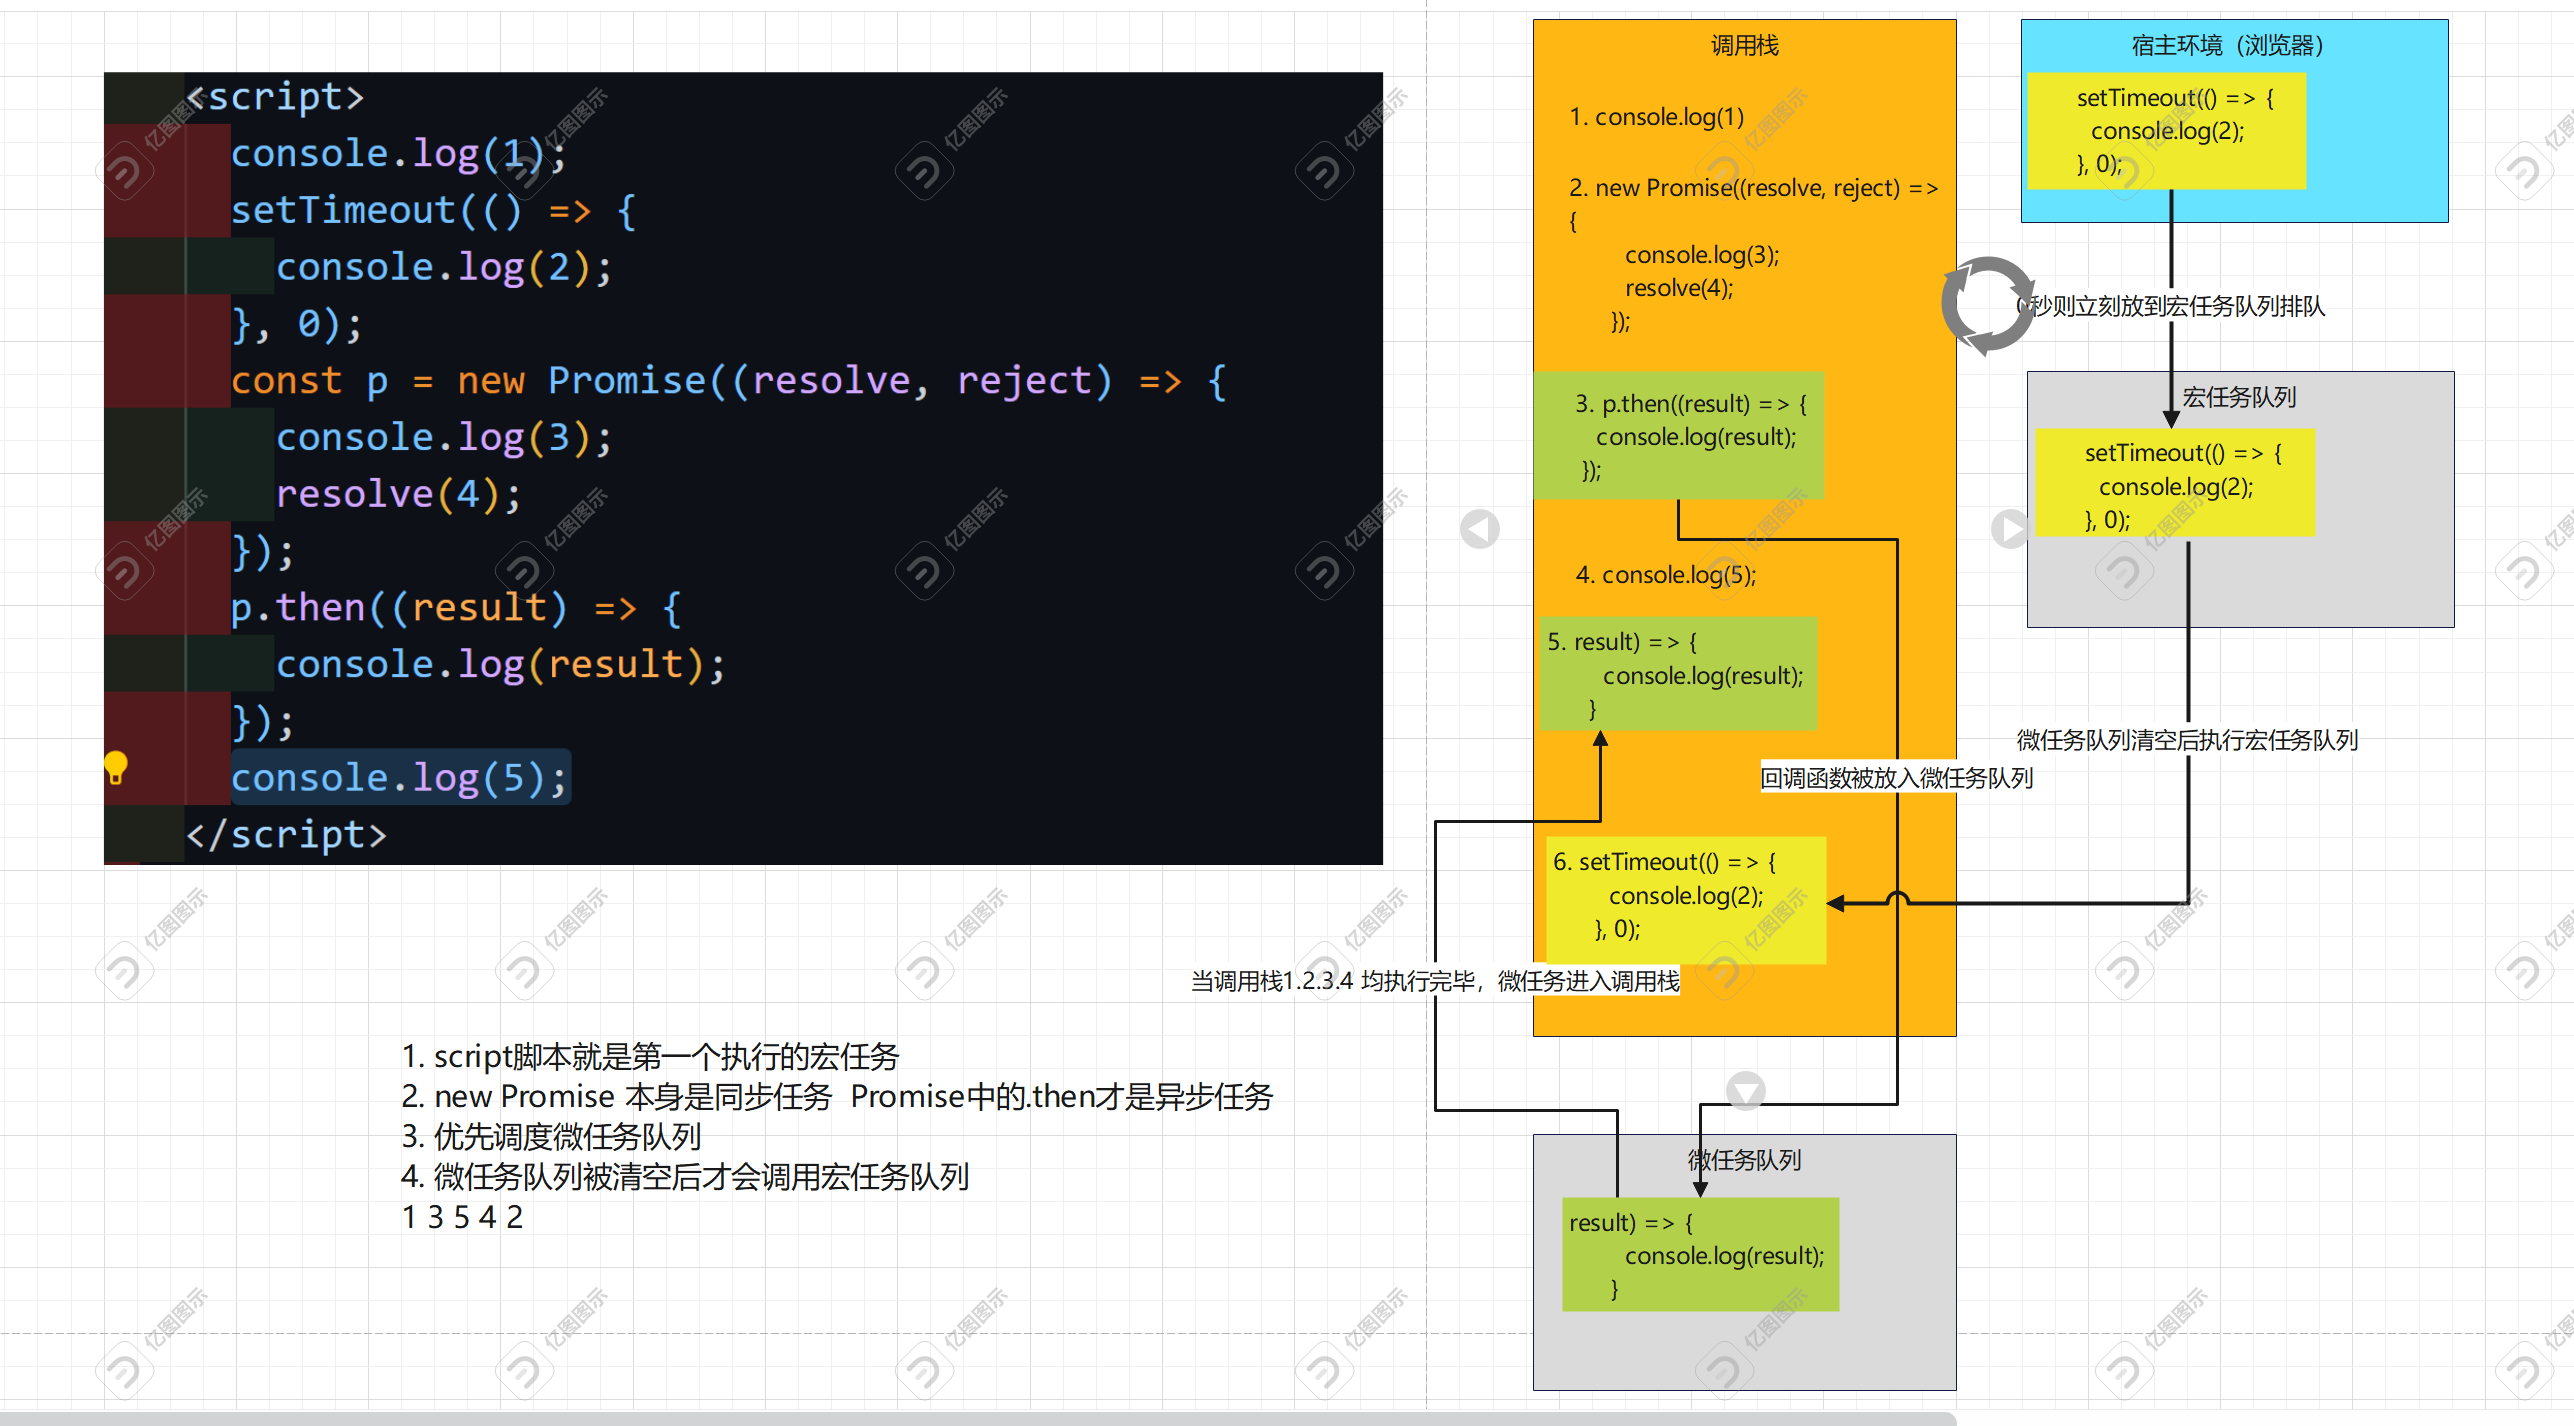 <script>
console.log(1);
setTimeout(() => {
console.log(2);
}, 0);
const p = new Promise((resolve, reject) => {
console.log(3);
resolve(4);
});
p.then((result) => {
console.log(result);
});
console.log(5);
</script>
1. script脚本就是第一个执行的宏任务
2. new Promise 本身是同步任务 Promise中的.then才是异步任务
3. 优先调度微任务队列
4. 微任务队列被清空后才会调用宏任务队列
1 3 5 4 2
调用栈
1. console.log(1)
2. new Promise((resolve, reject) =>
{
console.log(3);
resolve(4);
});
3. p.then((result) => {
console.log(result);
});
4. console.log(5);
5. result) => {
console.log(result);
}
回调函数被放入微任务队列
6. setTimeout(() => {
console.log(2);
}, 0);
当调用栈1.2.3.4 均执行完毕，微任务进入调用栈
微任务队列
result) => {
console.log(result);
}
宿主环境（浏览器）
setTimeout(() => {
console.log(2);
}, 0);
0秒则立刻放到宏任务队列排队
宏任务队列
setTimeout(() => {
console.log(2);
}, 0);
微任务队列清空后执行宏任务队列
亿图图示